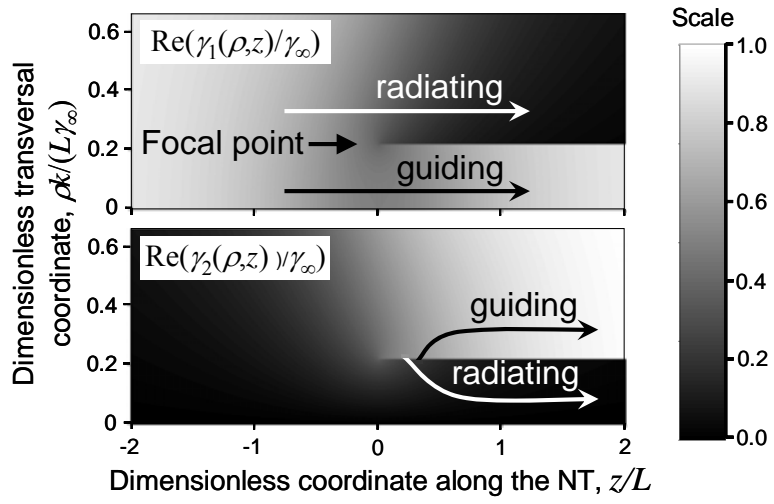 Scale
Re(γ₁(ρ,z)/γ∞)
radiating
Focal point
guiding
0.6
0.4
0.2
0
Re(γ₂(ρ,z) )/γ∞)
guiding
radiating
0.6
0.4
0.2
0
-2
-1
0
1
2
Dimensionless transversal
coordinate, ρk/(Lγ∞)
Dimensionless coordinate along the NT, z/L
1.0
0.8
0.6
0.4
0.2
0.0